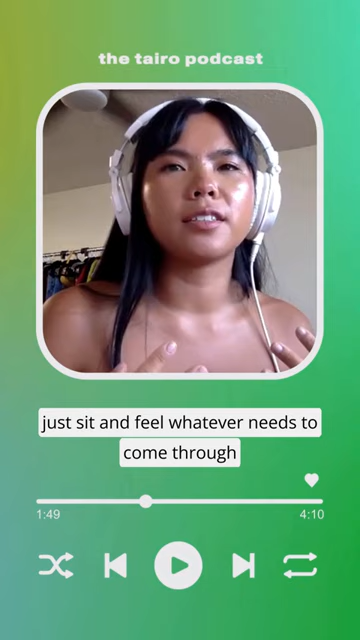 the tairo podcast
just sit and feel whatever needs to
come through
1:49
4:10